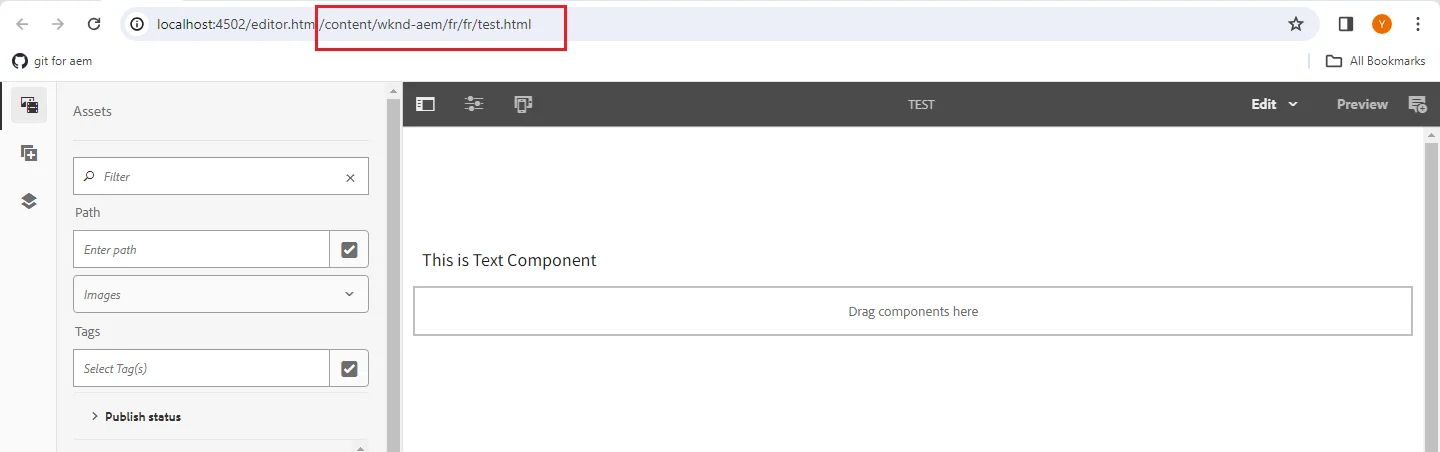 localhost:4502/editor.htm/content/wknd-aem/fr/fr/test.html
Y
git for aem
All Bookmarks
Assets
TEST
Edit
Preview
Filter
Path
Enter path
Images
Tags
Select Tag(s)
Publish status
This is Text Component
Drag components here